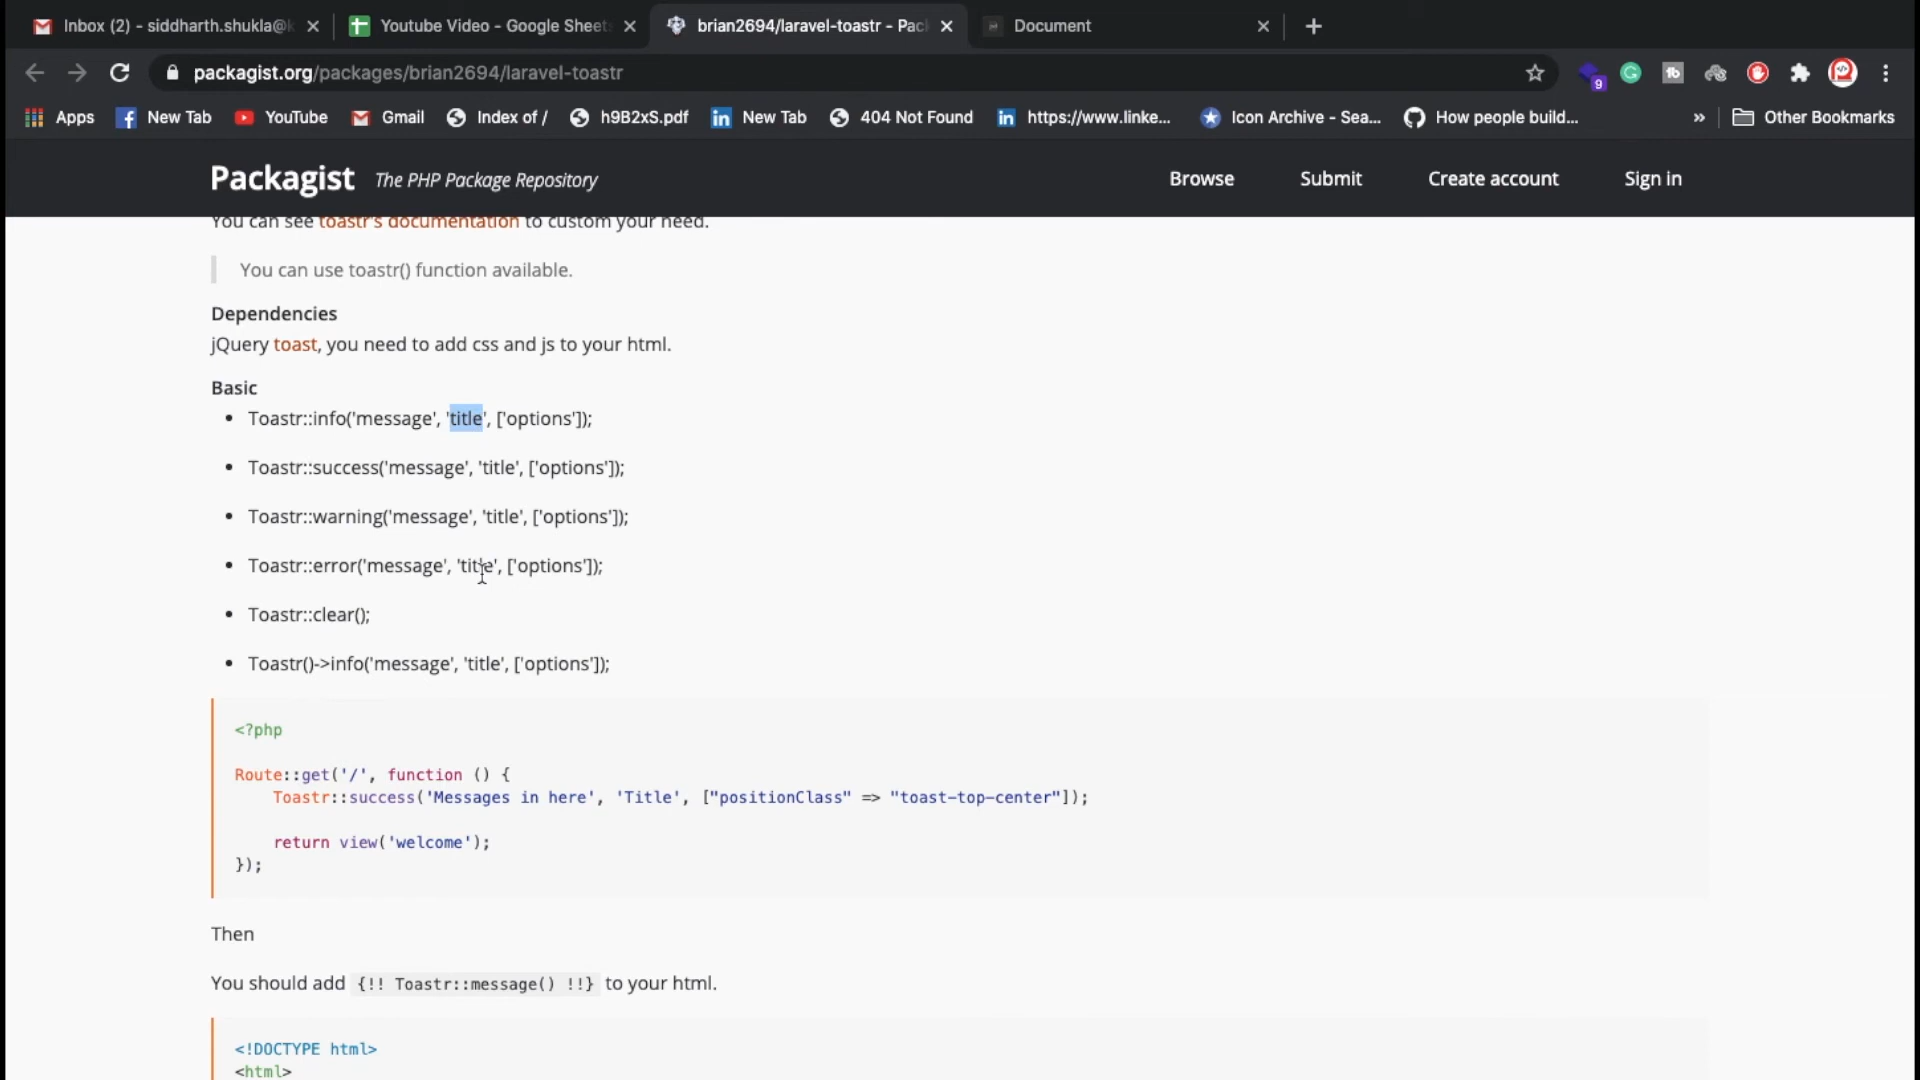 Inbox (2) - siddharth.shukla@
Youtube Video - Google Sheets
brian2694/laravel-toastr - Pac
Document
packagist.org/packages/brian2694/laravel-toastr
9
Apps
New Tab
YouTube
Gmail
Index of /
h9B2xS.pdf
New Tab
404 Not Found
https://www.linke...
Icon Archive - Sea...
How people build...
»
Other Bookmarks
Packagist The PHP Package Repository
Browse
Submit
Create account
Sign in
You can see toastr's documentation to custom your need.
You can use toastr() function available.
Dependencies
jQuery toast, you need to add css and js to your html.
Basic
• Toastr::info('message', 'title', ['options']);
• Toastr::success('message', 'title', ['options']);
• Toastr::warning('message', 'title', ['options']);
• Toastr::error('message', 'title', ['options']);
• Toastr::clear();
• Toastr()->info('message', 'title', ['options']);
<?php
Route::get('/', function () {
Toastr::success('Messages in here', 'Title', ["positionClass" => "toast-top-center"]);
return view('welcome');
});
Then
You should add {!! Toastr::message() !!} to your html.
<!DOCTYPE html>
<html>